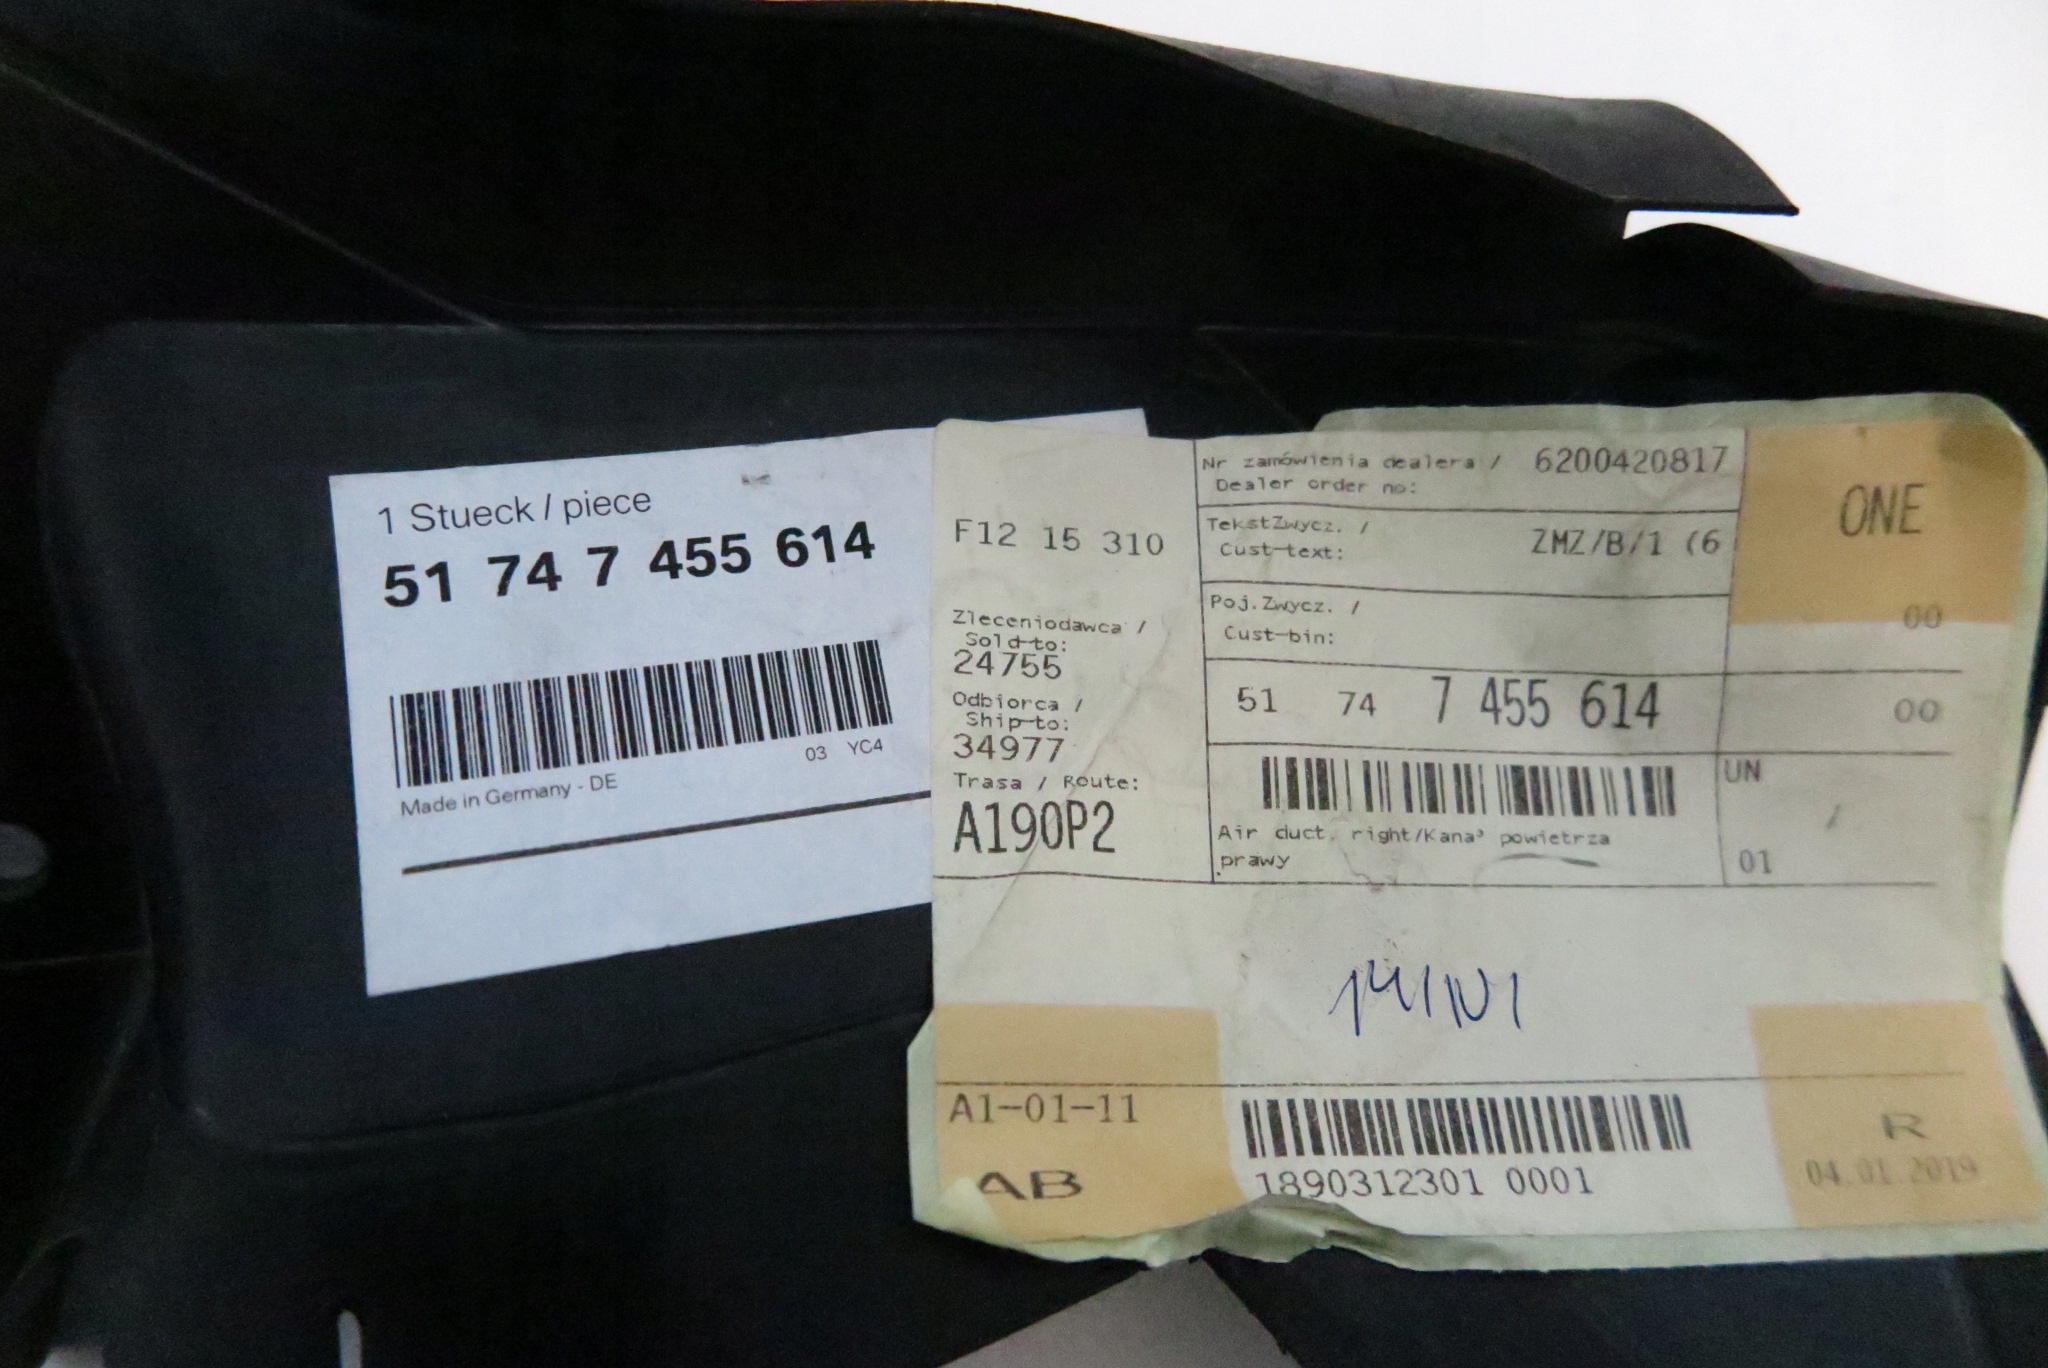 1 Stueck / piece
51 74 7 455 614
03 YC4
Made in Germany - DE
F12 15 310
Zleceniodawca /
Sold-to:
24755
Odbiorca /
Ship-to:
34977
Trasa / Route:
A190P2
Nr zamówienia dealera / 6200420817
Dealer order no:
TekstZwycz. /
Cust-text: ZMZ/B/1 (6
Poj.Zwycz. /
Cust-bin:
51 74 7 455 614
Air duct, right/Kana³ powietrza
prawy
ONE
00
00
UN
/
01
MINI
A1-01-11
AB
1890312301 0001
R
04.01.2019